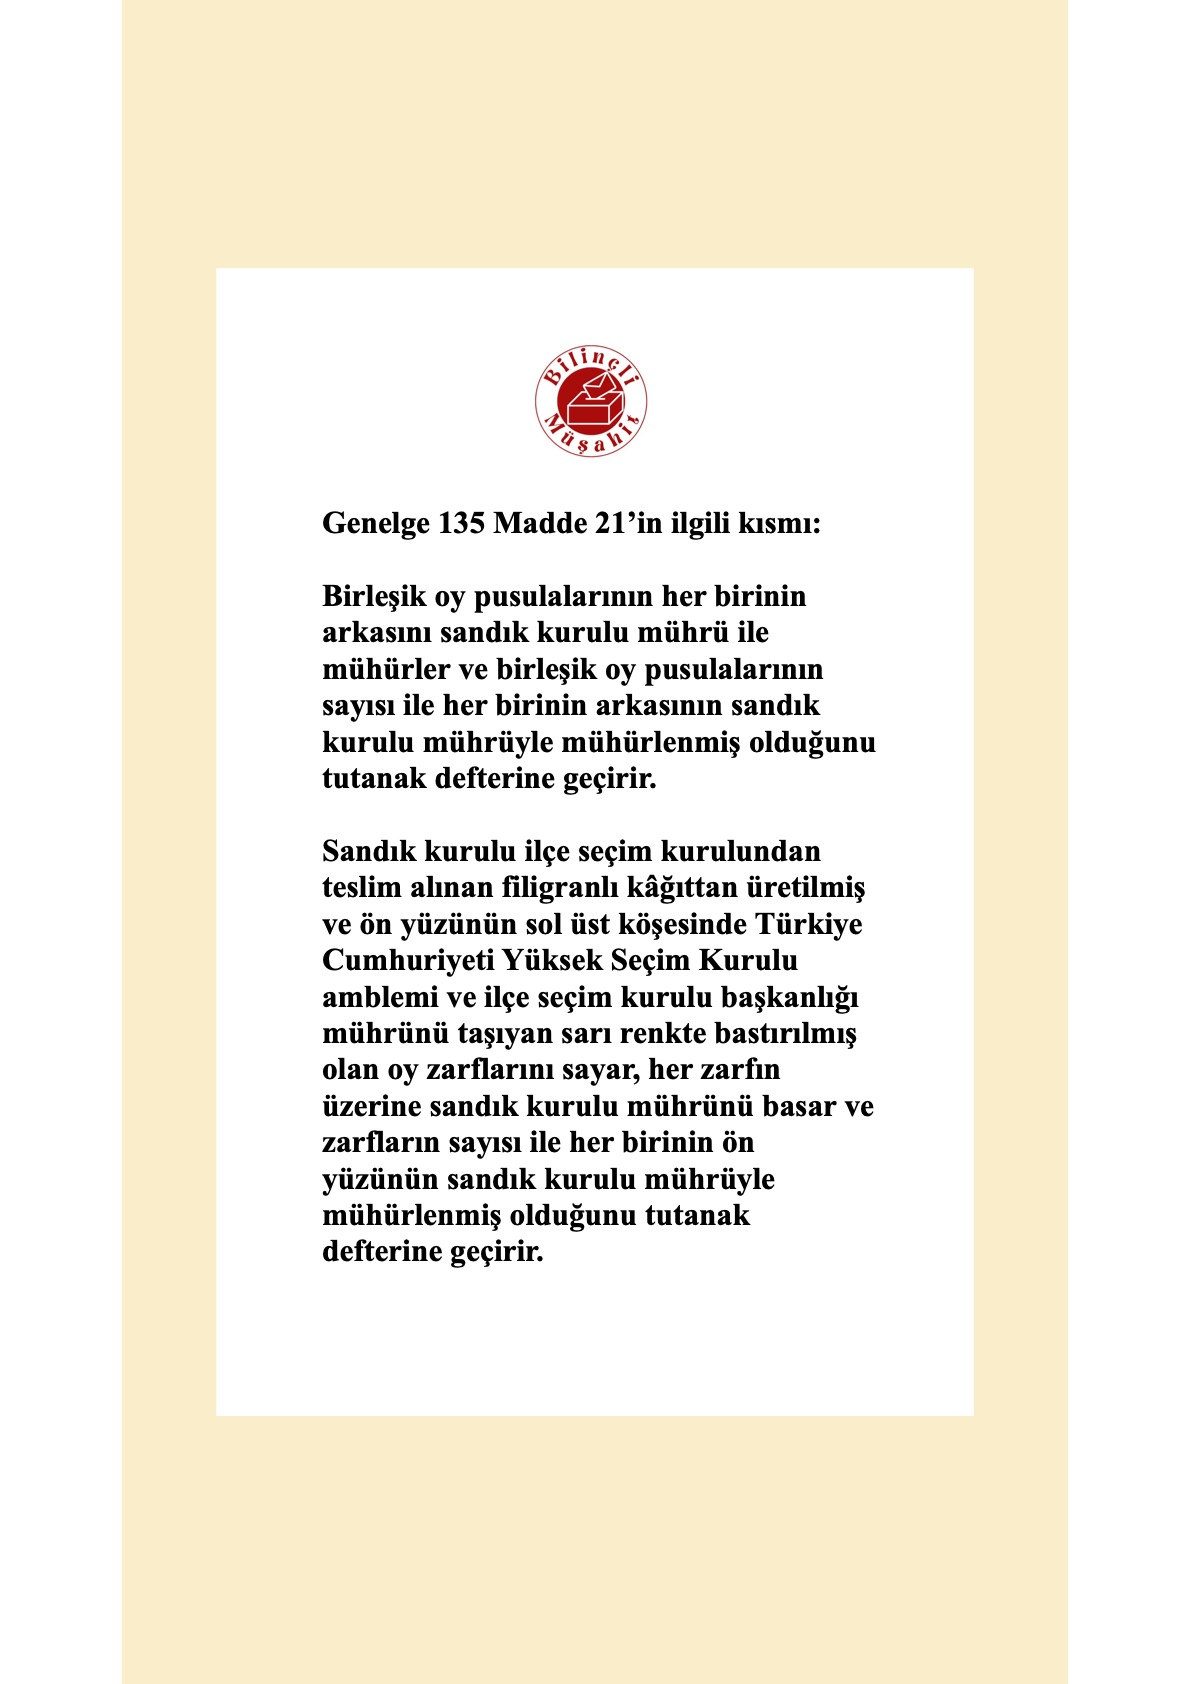 Bilinçli
Müşahit
Genelge 135 Madde 21’in ilgili kısmı:
Birleşik oy pusulalarının her birinin
arkasını sandık kurulu mührü ile
mühürler ve birleşik oy pusulalarının
sayısı ile her birinin arkasının sandık
kurulu mührüyle mühürlenmiş olduğunu
tutanak defterine geçirir.
Sandık kurulu ilçe seçim kurulundan
teslim alınan filigranlı kâğıttan üretilmiş
ve ön yüzünün sol üst köşesinde Türkiye
Cumhuriyeti Yüksek Seçim Kurulu
amblemi ve ilçe seçim kurulu başkanlığı
mührünü taşıyan sarı renkte bastırılmış
olan oy zarflarını sayar, her zarfın
üzerine sandık kurulu mührünü basar ve
zarfların sayısı ile her birinin ön
yüzünün sandık kurulu mührüyle
mühürlenmiş olduğunu tutanak
defterine geçirir.